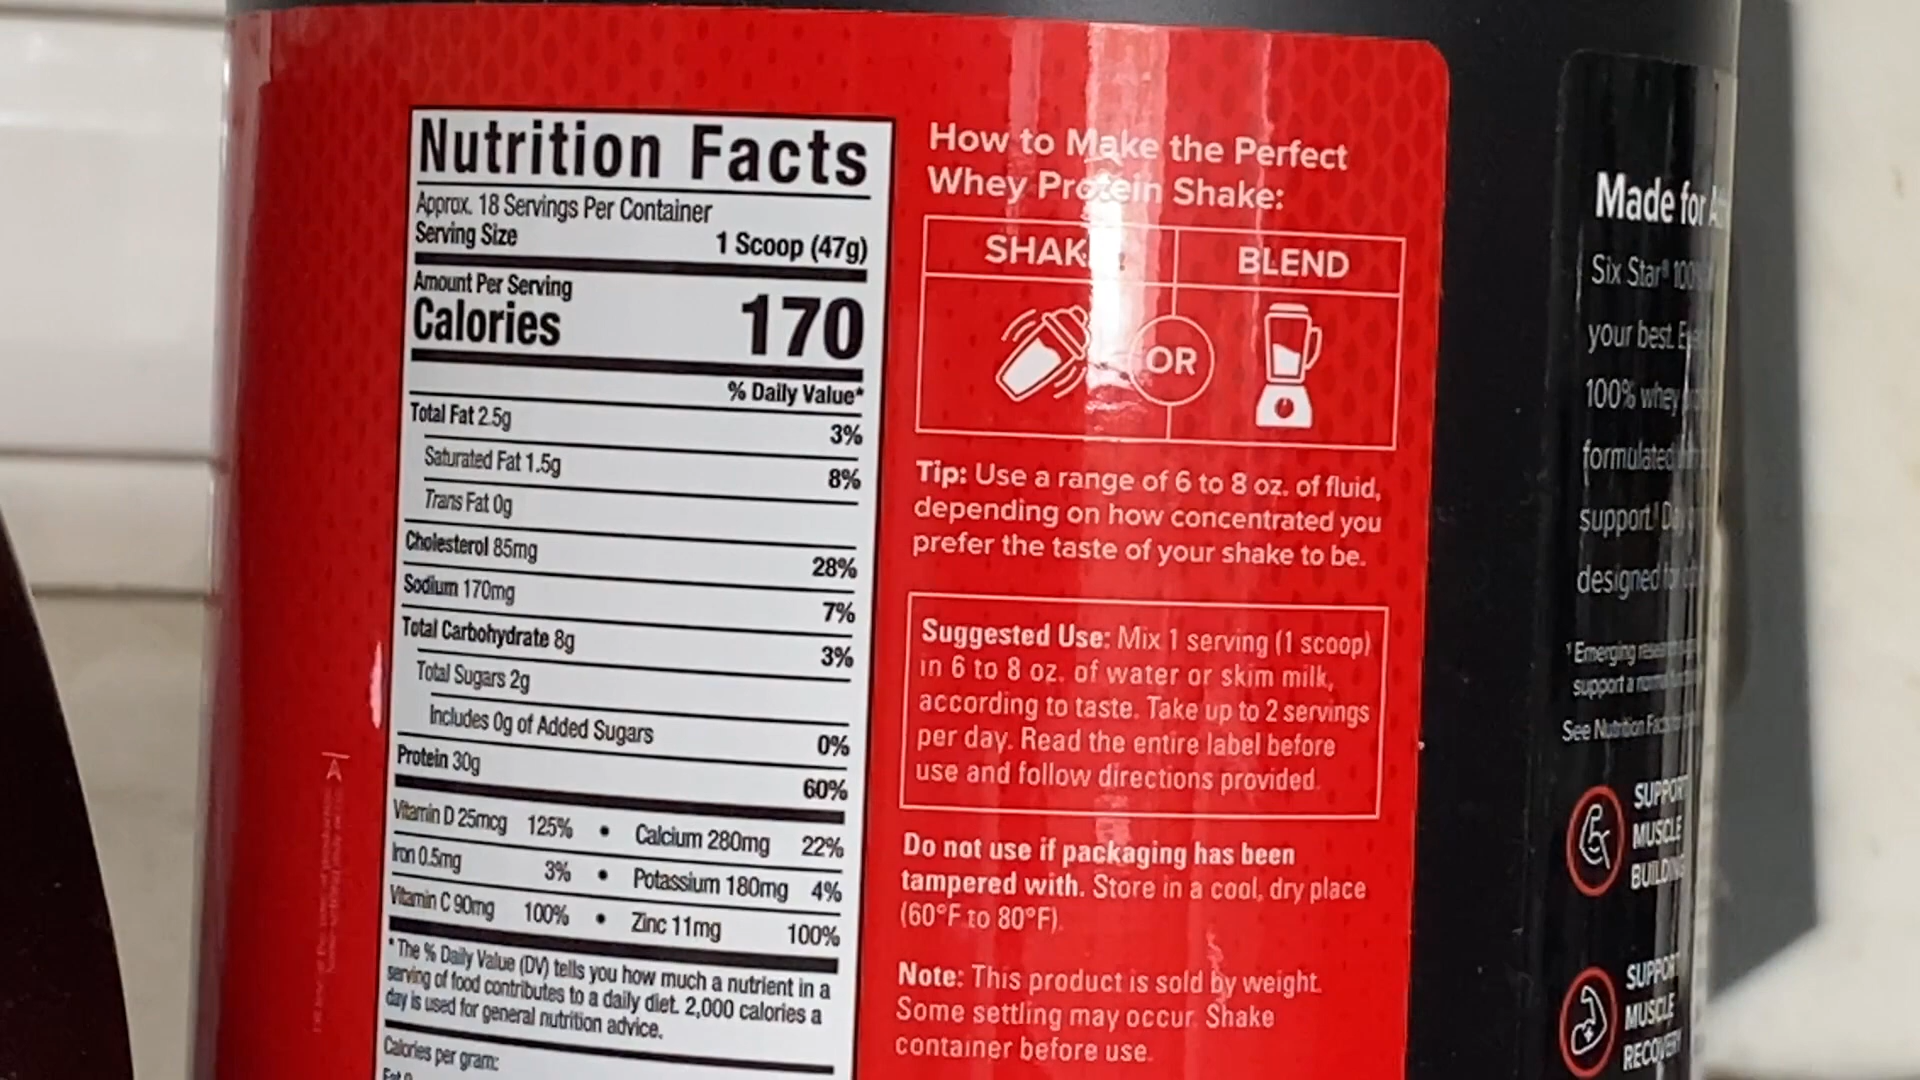 Nutrition Facts
Approx. 18 Servings Per Container
Serving Size 1 Scoop (47g)
Amount Per Serving
Calories 170
% Daily Value*
Total Fat 2.5g 3%
Saturated Fat 1.5g 8%
Trans Fat 0g
Cholesterol 85mg 28%
Sodium 170mg 7%
Total Carbohydrate 8g 3%
Total Sugars 2g
Includes 0g of Added Sugars 0%
Protein 30g 60%
Vitamin D 25mcg 125% • Calcium 280mg 22%
Iron 0.5mg 3% • Potassium 180mg 4%
Vitamin C 90mg 100% • Zinc 11mg 100%
* The % Daily Value (DV) tells you how much a nutrient in a
serving of food contributes to a daily diet. 2,000 calories a
day is used for general nutrition advice.
Calories per gram:
How to Make the Perfect
Whey Protein Shake:
SHAKE BLEND
OR
Tip: Use a range of 6 to 8 oz. of fluid,
depending on how concentrated you
prefer the taste of your shake to be.
Suggested Use: Mix 1 serving (1 scoop)
in 6 to 8 oz. of water or skim milk,
according to taste. Take up to 2 servings
per day. Read the entire label before
use and follow directions provided.
Do not use if packaging has been
tampered with. Store in a cool, dry place
(60°F to 80°F).
Note: This product is sold by weight.
Some settling may occur. Shake
container before use.
Made for
Six Star® 100%
your best.
100% whey
formulated
support.¹
designed
¹ Emerging
support a
See Nutrition Facts
SUPPORT
MUSCLE
BUILDING
SUPPORT
MUSCLE
RECOVERY